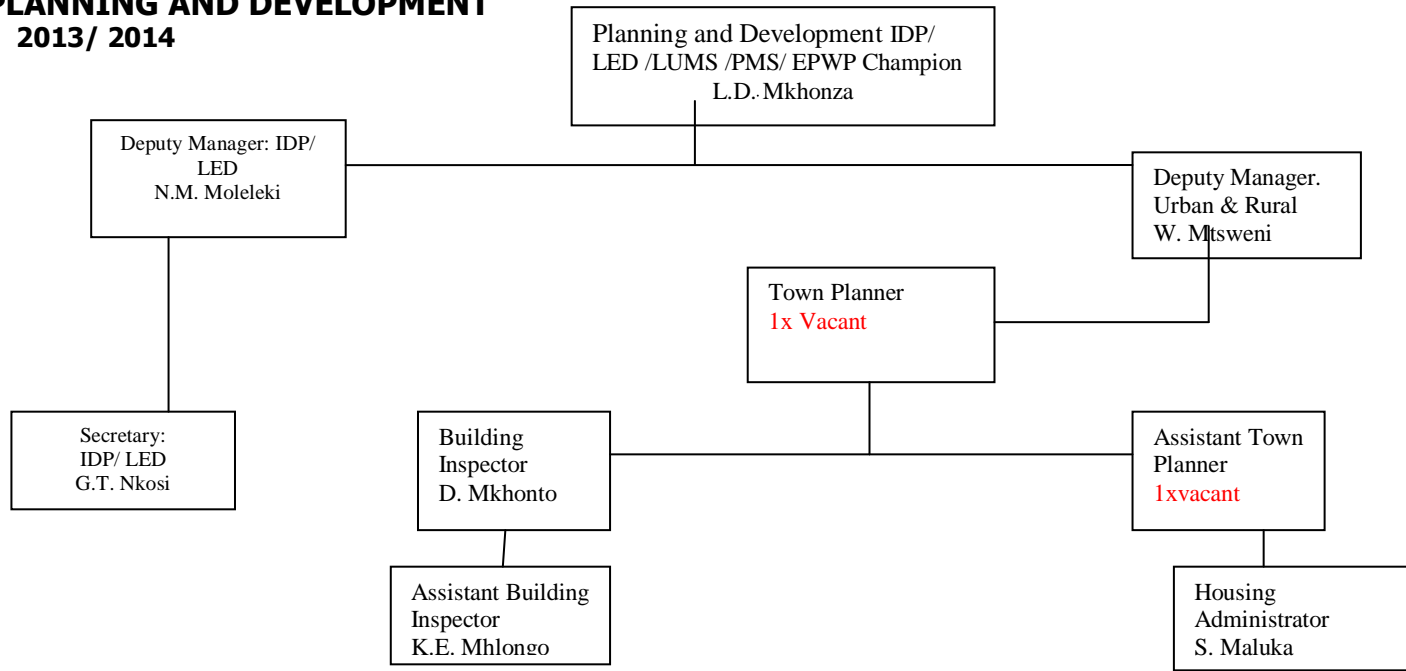 PLANNING AND DEVELOPMENT
2013/ 2014
Planning and Development IDP/
LED /LUMS /PMS/ EPWP Champion
L.D. Mkhonza
Deputy Manager: IDP/
LED
N.M. Moleleki
Deputy Manager.
Urban & Rural
W. Mtsweni
Town Planner
1x Vacant
Secretary:
IDP/ LED
G.T. Nkosi
Building
Inspector
D. Mkhonto
Assistant Town
Planner
1xvacant
Assistant Building
Inspector
K.E. Mhlongo
Housing
Administrator
S. Maluka